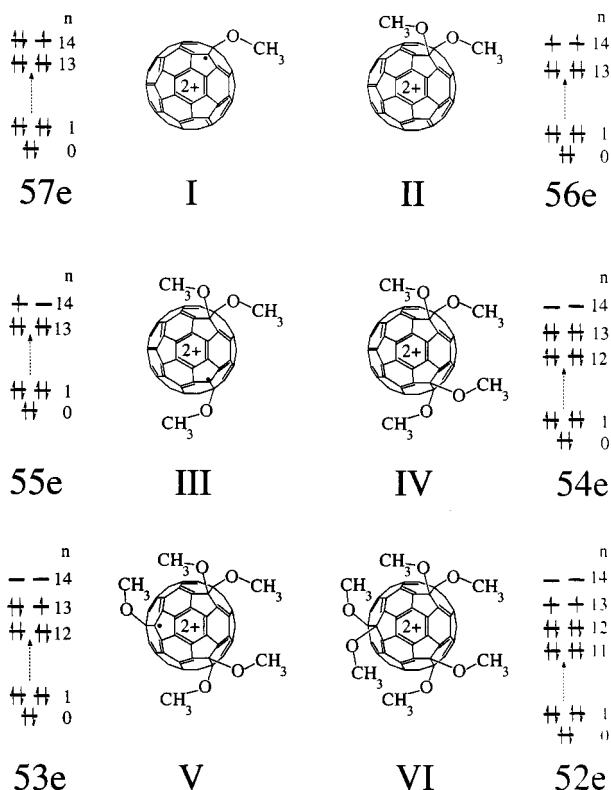 n
14
13
1
0
57e
O
CH3
2+
I
CH3
O
O
CH3
2+
II
n
14
13
1
0
56e
n
14
13
1
0
55e
CH3
O
O
CH3
2+
O
CH3
III
CH3
O
O
CH3
2+
O
O
CH3
CH3
IV
n
14
13
12
1
0
54e
n
14
13
12
1
0
53e
CH3
O
CH3
O
O
CH3
2+
O
O
CH3
CH3
V
CH3
O
O
CH3
O
O
CH3
CH3
2+
O
O
CH3
CH3
VI
n
14
13
12
11
1
0
52e